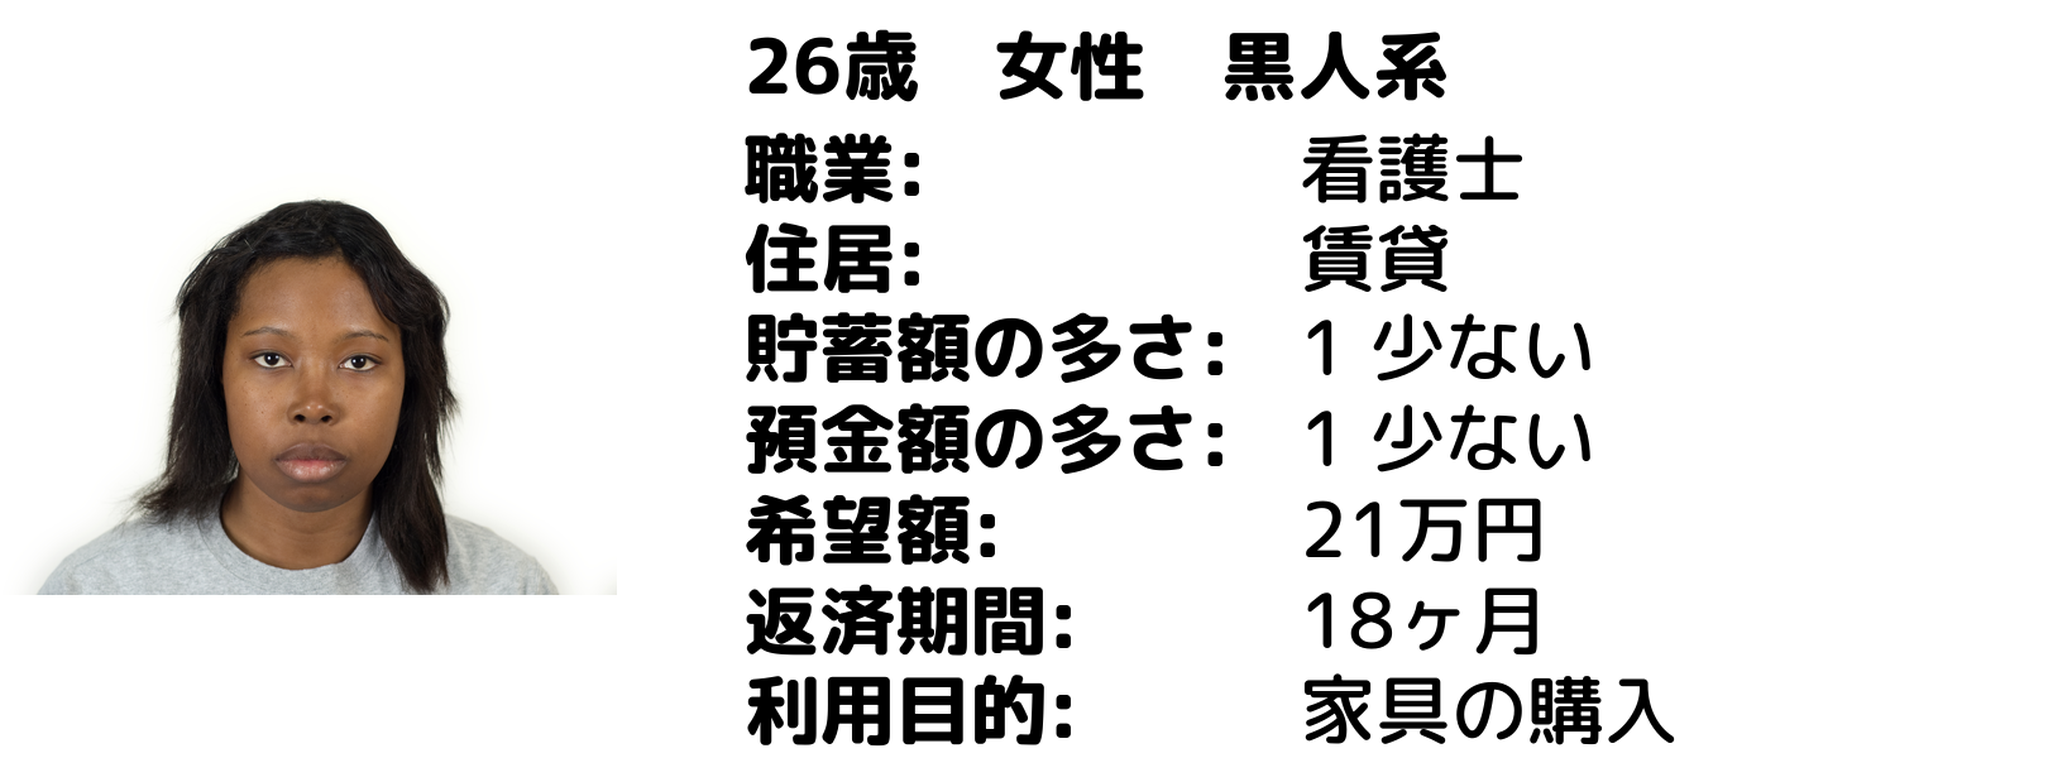 26歳　女性　黒人系
職業: 看護士
住居: 賃貸
貯蓄額の多さ: 1 少ない
預金額の多さ: 1 少ない
希望額: 21万円
返済期間: 18ヶ月
利用目的: 家具の購入